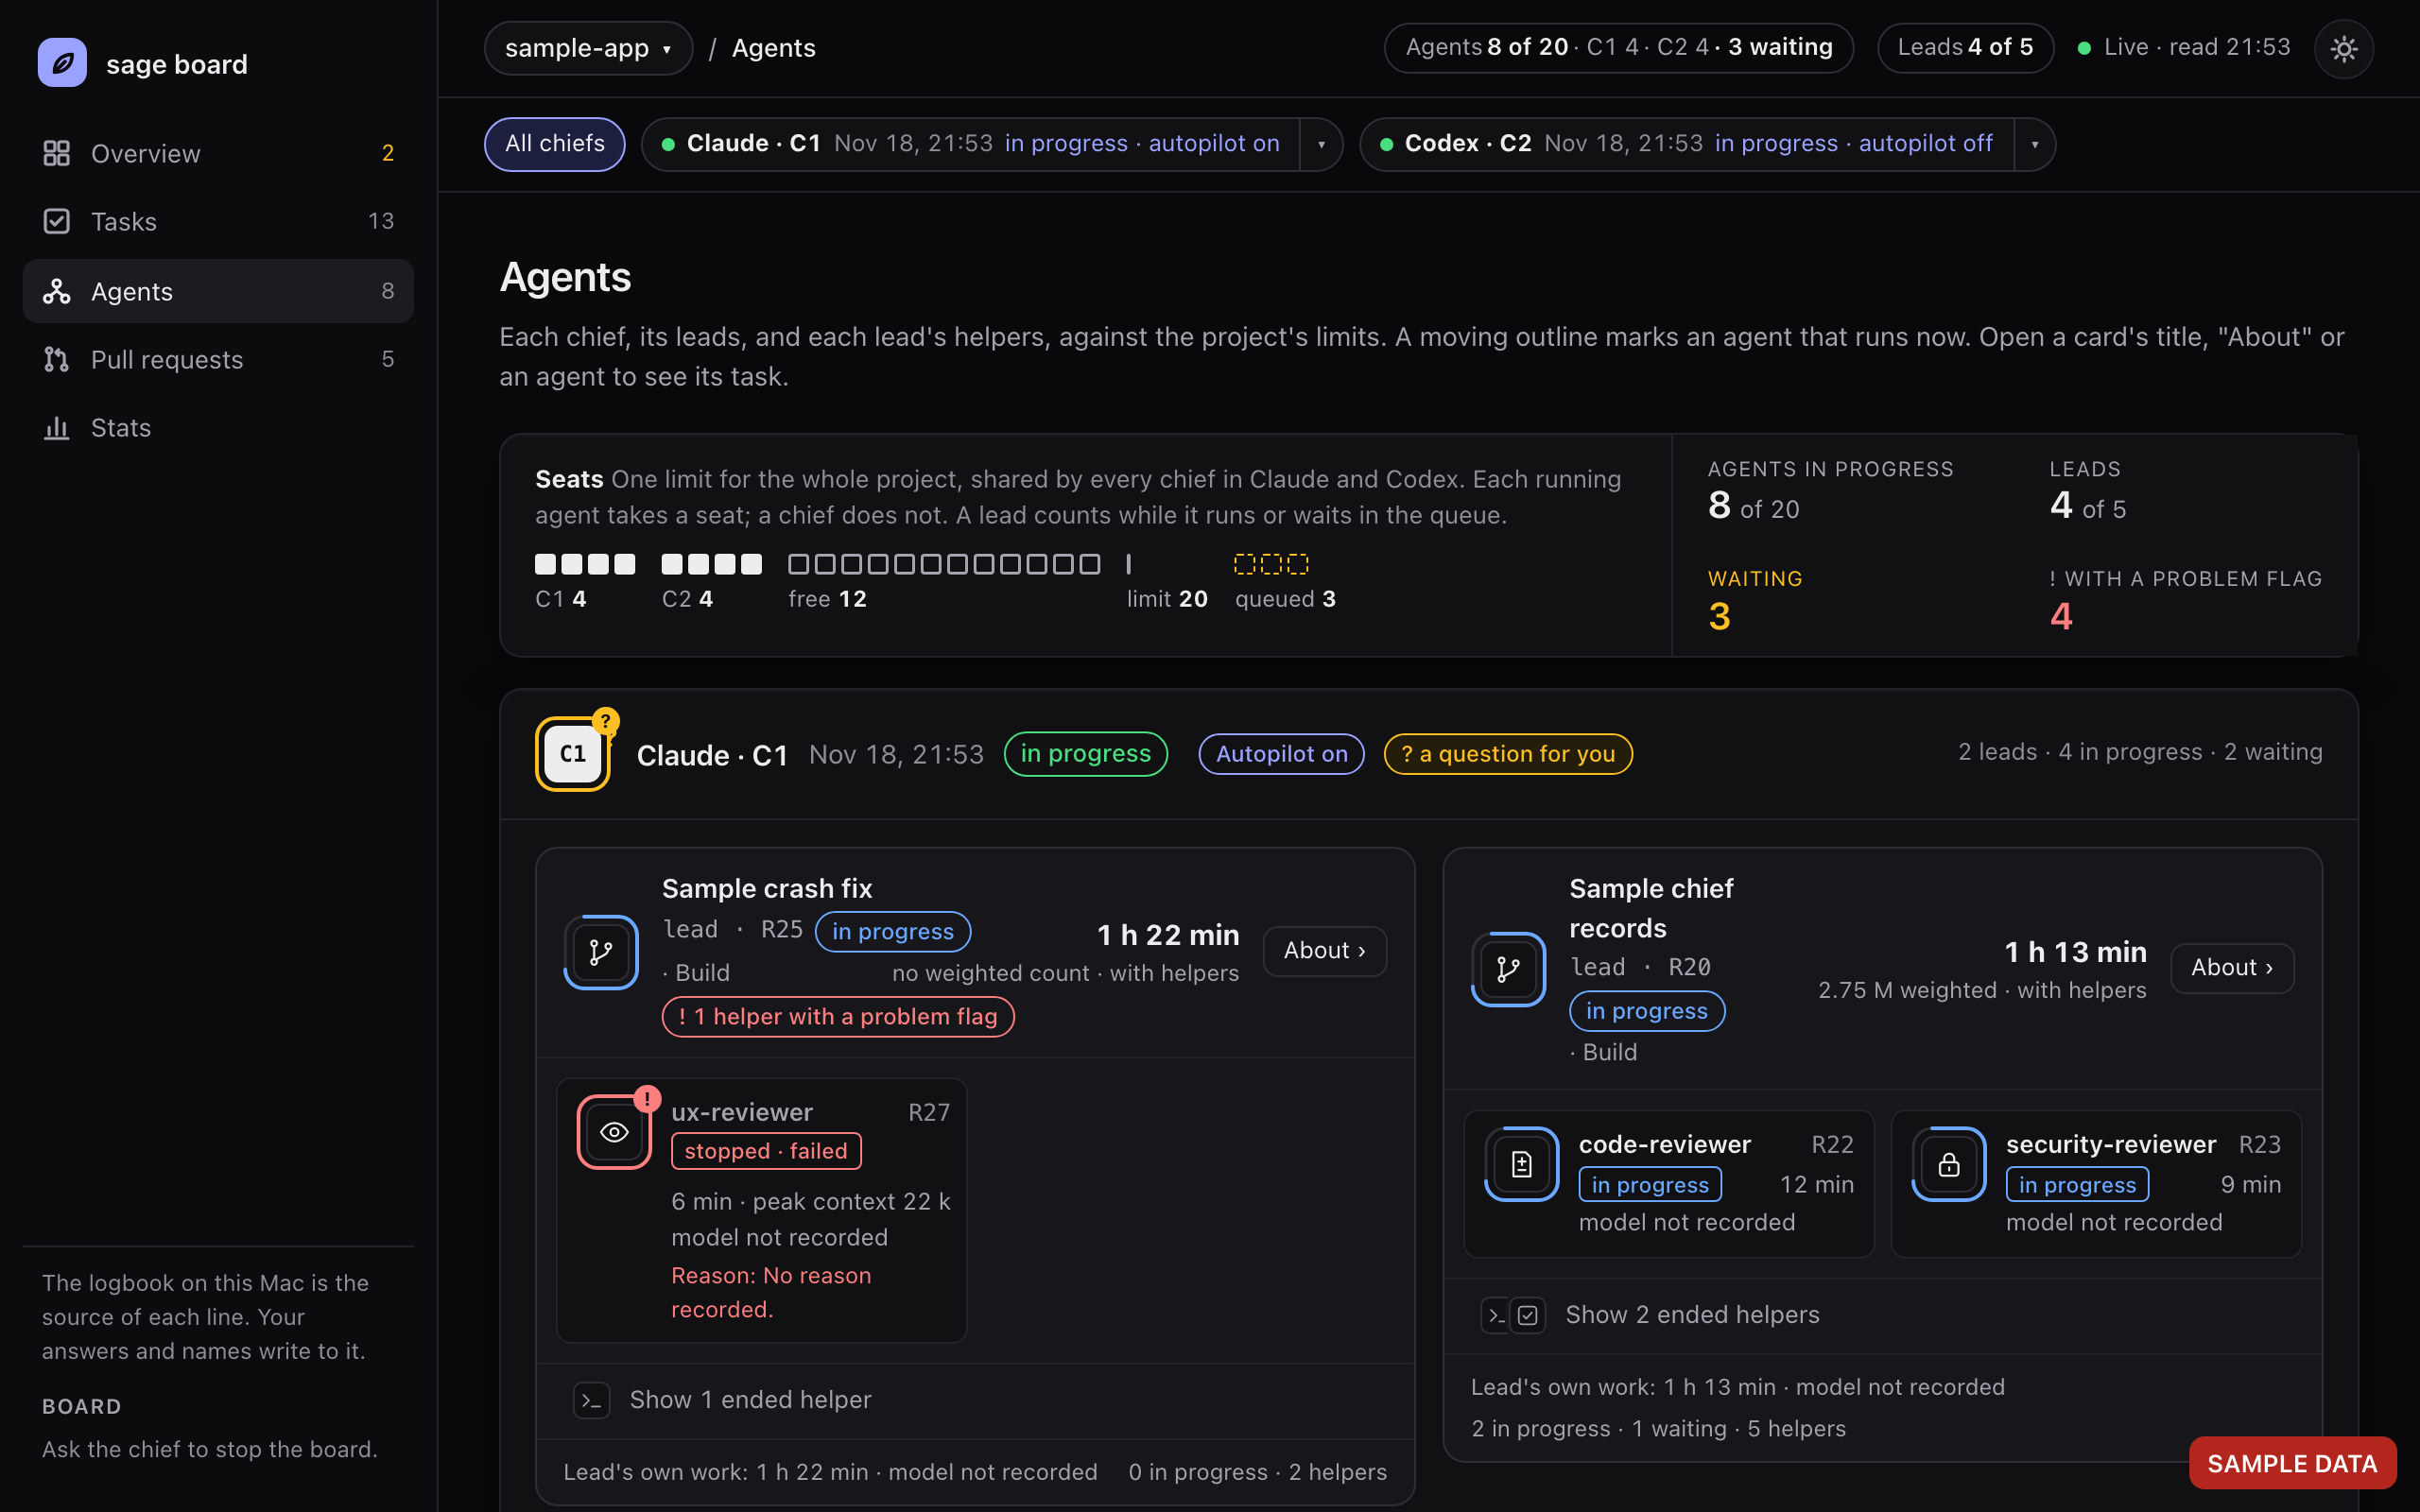 sage board
Overview 2
Tasks 13
Agents 8
Pull requests 5
Stats
The logbook on this Mac is the
source of each line. Your
answers and names write to it.
BOARD
Ask the chief to stop the board.
sample-app ▾ / Agents
Agents 8 of 20 · C1 4 · C2 4 · 3 waiting
Leads 4 of 5
Live · read 21:53
All chiefs
Claude · C1 Nov 18, 21:53 in progress · autopilot on ▾
Codex · C2 Nov 18, 21:53 in progress · autopilot off ▾
Agents
Each chief, its leads, and each lead's helpers, against the project's limits. A moving outline marks an agent that runs now. Open a card's title, "About" or
an agent to see its task.
Seats One limit for the whole project, shared by every chief in Claude and Codex. Each running
agent takes a seat; a chief does not. A lead counts while it runs or waits in the queue.
C1 4
C2 4
free 12
limit 20
queued 3
AGENTS IN PROGRESS
8 of 20
LEADS
4 of 5
WAITING
3
! WITH A PROBLEM FLAG
4
C1 ?
Claude · C1 Nov 18, 21:53 in progress Autopilot on ? a question for you
2 leads · 4 in progress · 2 waiting
Sample crash fix
lead · R25 in progress
· Build
! 1 helper with a problem flag
1 h 22 min
no weighted count · with helpers
About ›
!
ux-reviewer R27
stopped · failed
6 min · peak context 22 k
model not recorded
Reason: No reason
recorded.
Show 1 ended helper
Lead's own work: 1 h 22 min · model not recorded 0 in progress · 2 helpers
Sample chief
records
lead · R20
in progress
· Build
1 h 13 min
2.75 M weighted · with helpers
About ›
code-reviewer R22
in progress 12 min
model not recorded
security-reviewer R23
in progress 9 min
model not recorded
Show 2 ended helpers
Lead's own work: 1 h 13 min · model not recorded
2 in progress · 1 waiting · 5 helpers
SAMPLE DATA